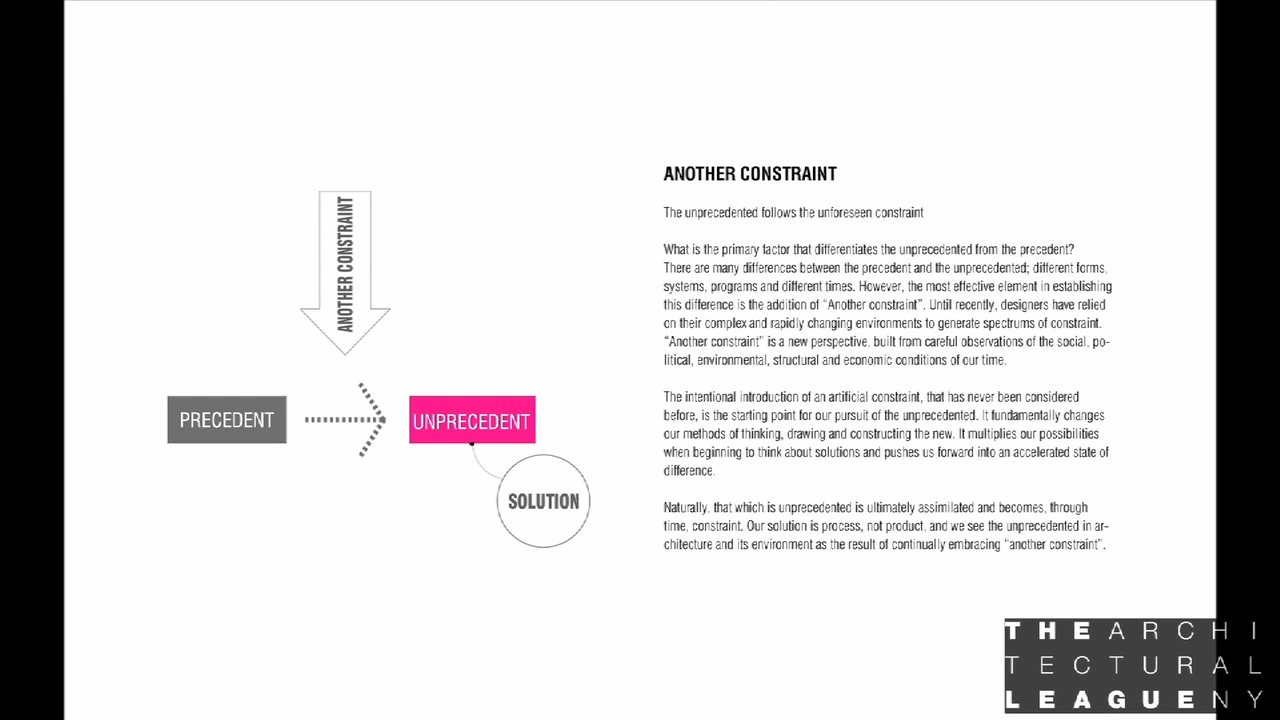 ANOTHER CONSTRAINT
PRECEDENT
UNPRECEDENT
SOLUTION
ANOTHER CONSTRAINT
The unprecedented follows the unforeseen constraint
What is the primary factor that differentiates the unprecedented from the precedent?
There are many differences between the precedent and the unprecedented; different forms,
systems, programs and different times. However, the most effective element in establishing
this difference is the addition of “Another constraint”. Until recently, designers have relied
on their complex and rapidly changing environments to generate spectrums of constraint.
“Another constraint” is a new perspective, built from careful observations of the social, po-
litical, environmental, structural and economic conditions of our time.
The intentional introduction of an artificial constraint, that has never been considered
before, is the starting point for our pursuit of the unprecedented. It fundamentally changes
our methods of thinking, drawing and constructing the new. It multiplies our possibilities
when beginning to think about solutions and pushes us forward into an accelerated state of
difference.
Naturally, that which is unprecedented is ultimately assimilated and becomes, through
time, constraint. Our solution is process, not product, and we see the unprecedented in ar-
chitecture and its environment as the result of continually embracing “another constraint”.
THE ARCHI
TECTURAL
LEAGUE NY